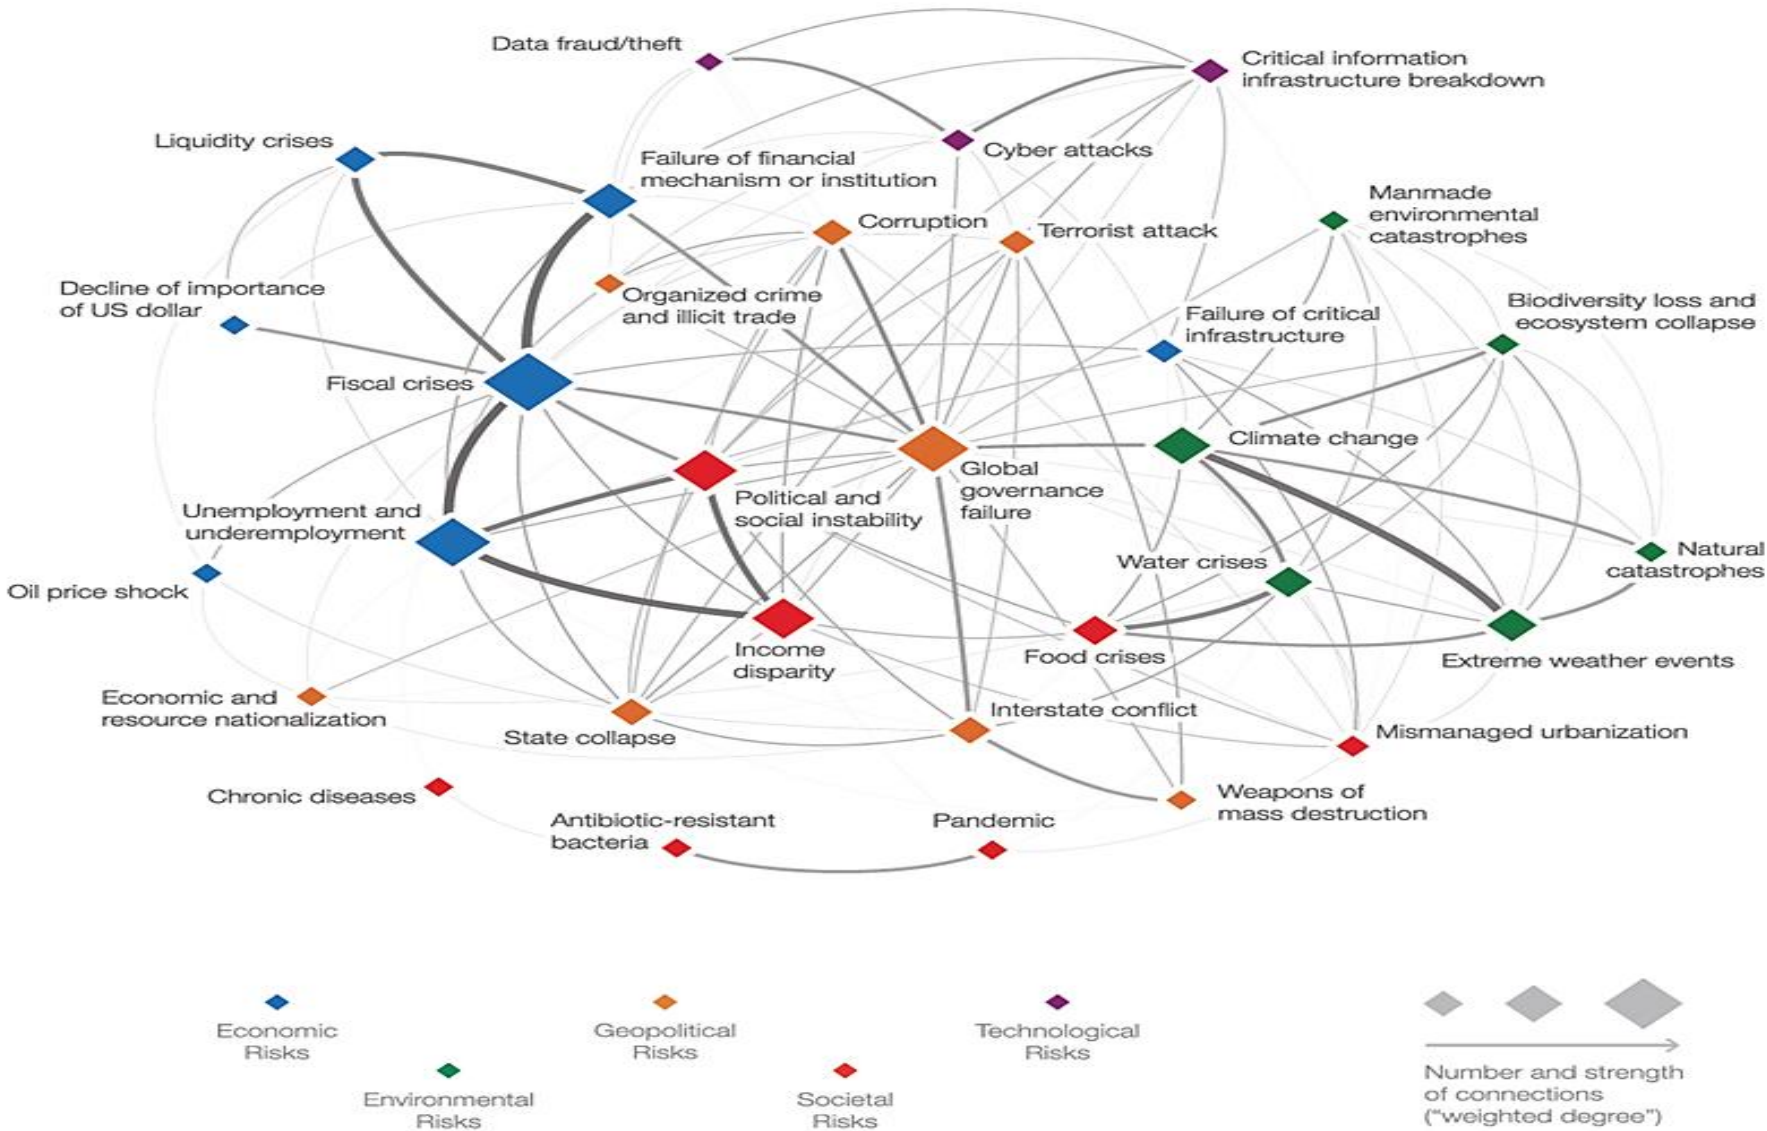 Data fraud/theft
Critical information
infrastructure breakdown
Liquidity crises
Cyber attacks
Failure of financial
mechanism or institution
Manmade
environmental
catastrophes
Corruption
Terrorist attack
Decline of importance
of US dollar
Organized crime
and illicit trade
Failure of critical
infrastructure
Biodiversity loss and
ecosystem collapse
Fiscal crises
Climate change
Global
governance
failure
Political and
social instability
Unemployment and
underemployment
Water crises
Natural
catastrophes
Oil price shock
Income
disparity
Food crises
Extreme weather events
Economic and
resource nationalization
State collapse
Interstate conflict
Mismanaged urbanization
Chronic diseases
Antibiotic-resistant
bacteria
Pandemic
Weapons of
mass destruction
Economic
Risks
Geopolitical
Risks
Technological
Risks
Environmental
Risks
Societal
Risks
Number and strength
of connections
("weighted degree")